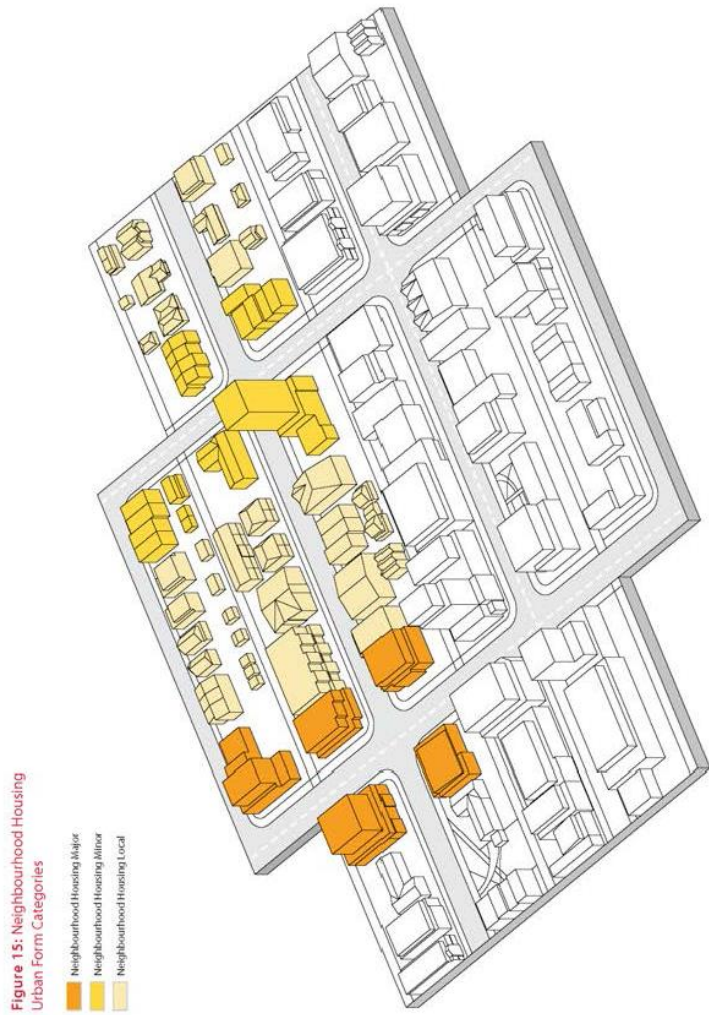 Figure 15: Neighbourhood Housing
Urban Form Categories
Neighbourhood Housing Major
Neighbourhood Housing Minor
Neighbourhood Housing Local